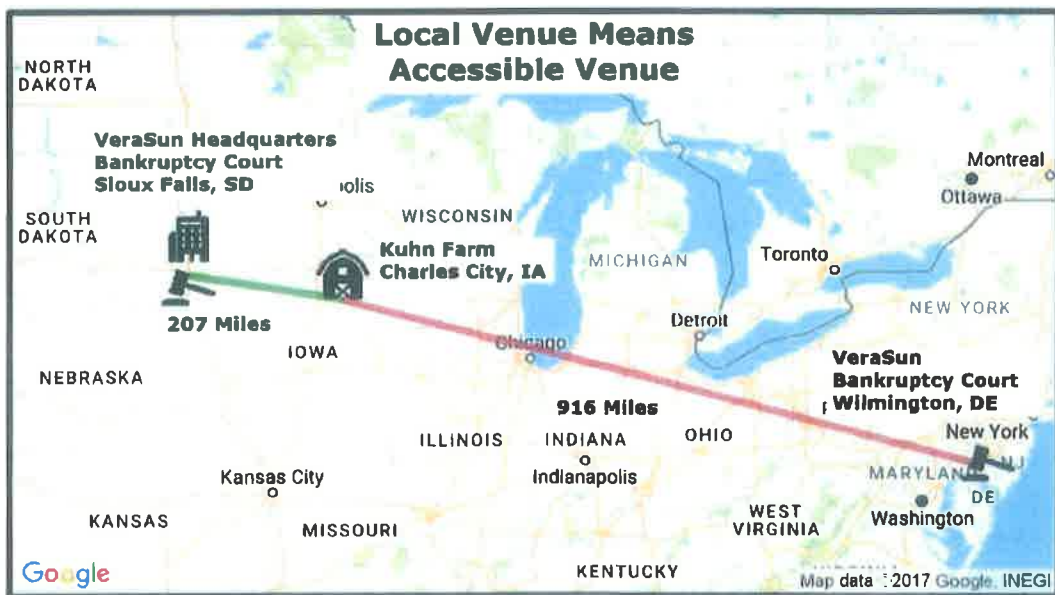 Local Venue Means
Accessible Venue
NORTH
DAKOTA
VeraSun Headquarters
Bankruptcy Court
Sioux Falls, SD
olis
Montreal
Ottawa
SOUTH
DAKOTA
WISCONSIN
Kuhn Farm
Charles City, IA
MICHIGAN
Toronto
NEW YORK
207 Miles
Detroit
Chicago
IOWA
VeraSun
Bankruptcy Court
Wilmington, DE
NEBRASKA
916 Miles
ILLINOIS
INDIANA
OHIO
New York
Indianapolis
Kansas City
MARYLAND
NJ
DE
Washington
KANSAS
MISSOURI
WEST
VIRGINIA
KENTUCKY
Google
Map data 2017 Google, INEGI